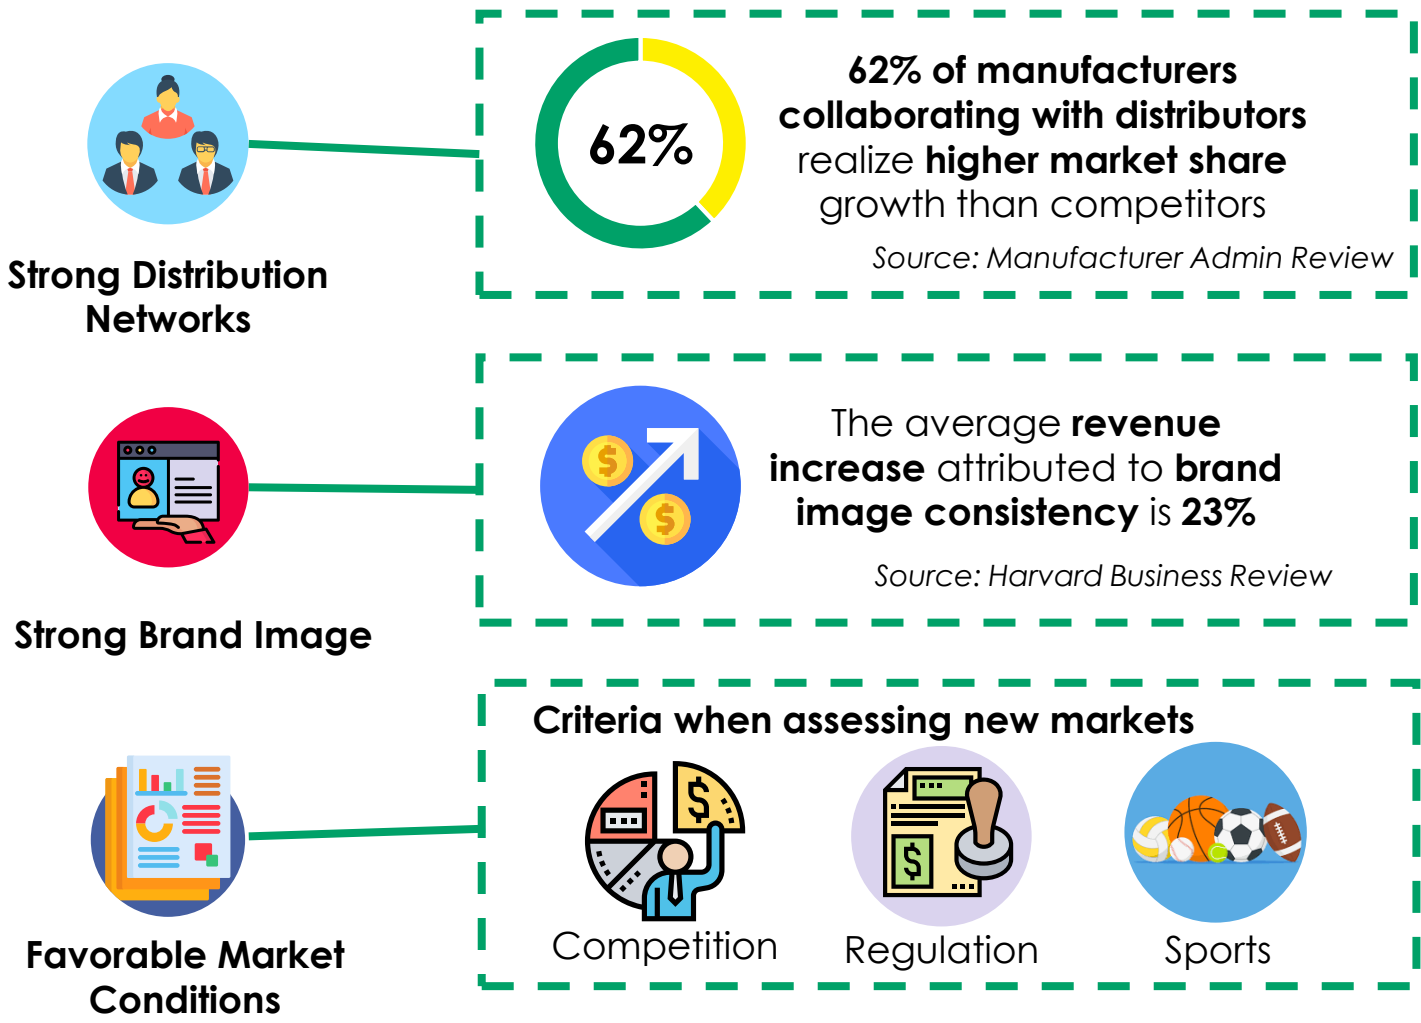 62%
62% of manufacturers
collaborating with distributors
realize higher market share
growth than competitors
Source: Manufacturer Admin Review
Strong Distribution
Networks
The average revenue
increase attributed to brand
image consistency is 23%
Source: Harvard Business Review
Strong Brand Image
Criteria when assessing new markets
Competition
Regulation
Sports
Favorable Market
Conditions